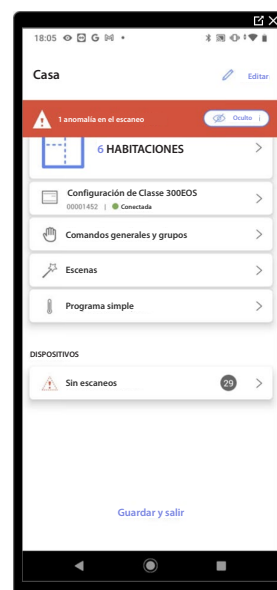 18:05 G
Casa
Editar
1 anomalía en el escaneo
Oculto
6 HABITACIONES
Configuración de Classe 300EOS
00001452 | Conectada
Comandos generales y grupos
Escenas
Programa simple
DISPOSITIVOS
Sin escaneos 29
Guardar y salir